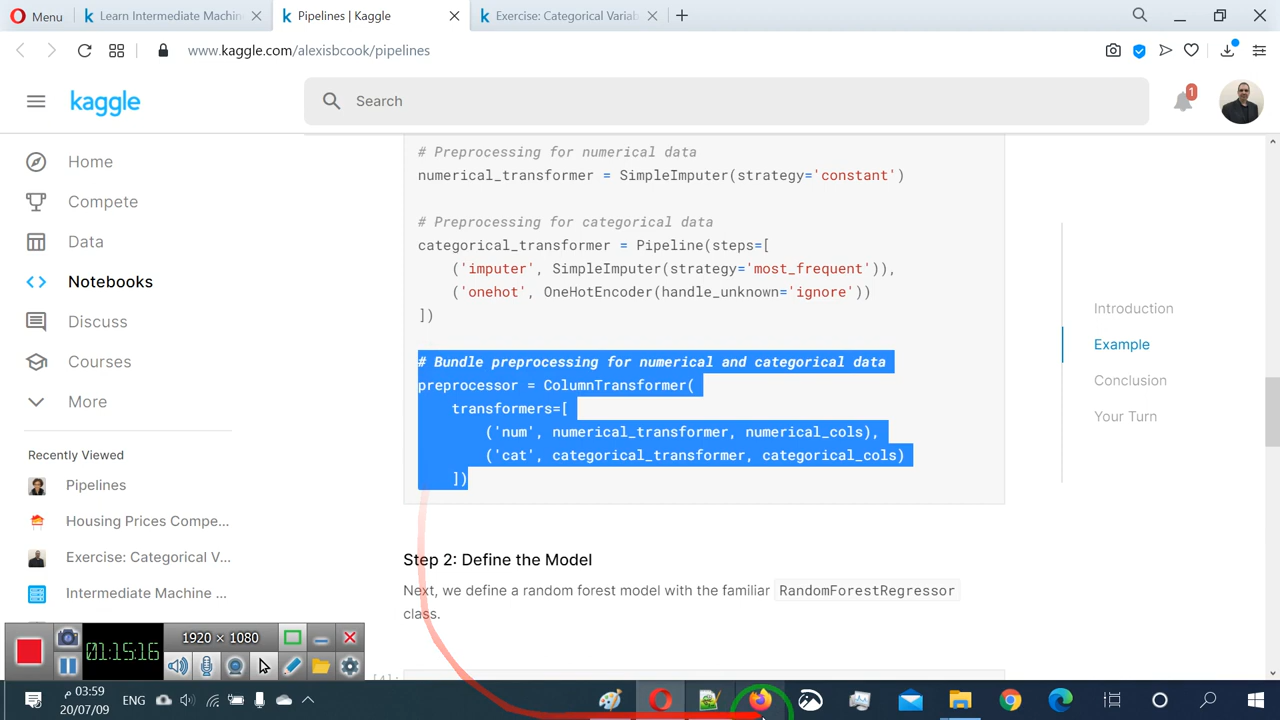 Menu
Learn Intermediate Machin
Pipelines | Kaggle
Exercise: Categorical Variab
www.kaggle.com/alexisbcook/pipelines
kaggle
Search
1
Home
Compete
Data
Notebooks
Discuss
Courses
More
Recently Viewed
Pipelines
Housing Prices Compe...
Exercise: Categorical V...
Intermediate Machine ...
# Preprocessing for numerical data
numerical_transformer = SimpleImputer(strategy='constant')
# Preprocessing for categorical data
categorical_transformer = Pipeline(steps=[
('imputer', SimpleImputer(strategy='most_frequent')),
('onehot', OneHotEncoder(handle_unknown='ignore'))
])
# Bundle preprocessing for numerical and categorical data
preprocessor = ColumnTransformer(
transformers=[
('num', numerical_transformer, numerical_cols),
('cat', categorical_transformer, categorical_cols)
])
Step 2: Define the Model
Next, we define a random forest model with the familiar RandomForestRegressor
class.
[4]:
Introduction
Example
Conclusion
Your Turn
1920 × 1080
01:15:16
03:59 م
20/07/09
ENG